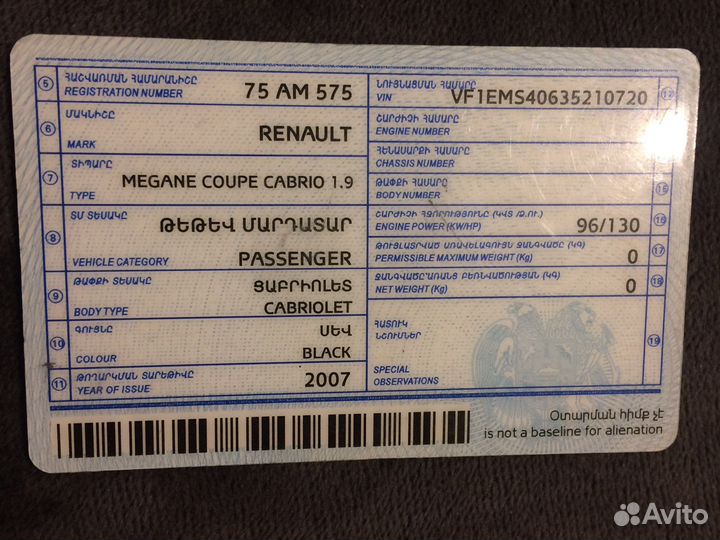 5 ՀԱՇՎԱՌՄԱՆ ՀԱՄԱՐԱՆԻՇԸ
REGISTRATION NUMBER 75 AM 575
6 ՄԱԿՆԻՇԸ
MARK RENAULT
7 ՏԻՊԱՐԸ
TYPE MEGANE COUPE CABRIO 1.9
8 ՏՄ ՏԵՍԱԿԸ ԹԵԹԵՎ ՄԱՐԴԱՏԱՐ
VEHICLE CATEGORY PASSENGER
9 ԹԱՓՔԻ ՏԵՍԱԿԸ ՑԱԲՐԻՈԼԵՏ
BODY TYPE CABRIOLET
10 ԳՈՒՅՆԸ ՍԵՎ
COLOUR BLACK
11 ԹՈՂԱՐԿՄԱՆ ՏԱՐԵԹԻՎԸ
YEAR OF ISSUE 2007
ՆՈՒՅՆԱՑՄԱՆ ՀԱՄԱՐԸ 12
VIN VF1EMS40635210720
ՇԱՐԺԻՉԻ ՀԱՄԱՐԸ
ENGINE NUMBER
ՀԵՆԱՍԱՐՔԻ ՀԱՄԱՐԸ
CHASSIS NUMBER
ԹԱՓՔԻ ՀԱՄԱՐԸ 15
BODY NUMBER
ՇԱՐԺԻՉԻ ՀԶՈՐՈՒԹՅՈՒՆԸ (ԿՎՏ /Ձ.ՈՒ.) 16
ENGINE POWER (KW/HP) 96/130
ԹՈՒՅԼԱՏՐՎԱԾ ԱՌԱՎԵԼԱԳՈՒՅՆ ԶԱՆԳՎԱԾԸ (ԿԳ) 17
PERMISSIBLE MAXIMUM WEIGHT (KG) 0
ԶԱՆԳՎԱԾԸ ԱՌԱՆՑ ԲԵՌՆՎԱԾՈՒԹՅԱՆ (ԿԳ) 18
NET WEIGHT (Kg) 0
ՀԱՏՈՒԿ
ՆՇՈՒՄՆԵՐ 19
SPECIAL
OBSERVATIONS
Օտարման հիմք չէ
is not a baseline for alienation
Avito